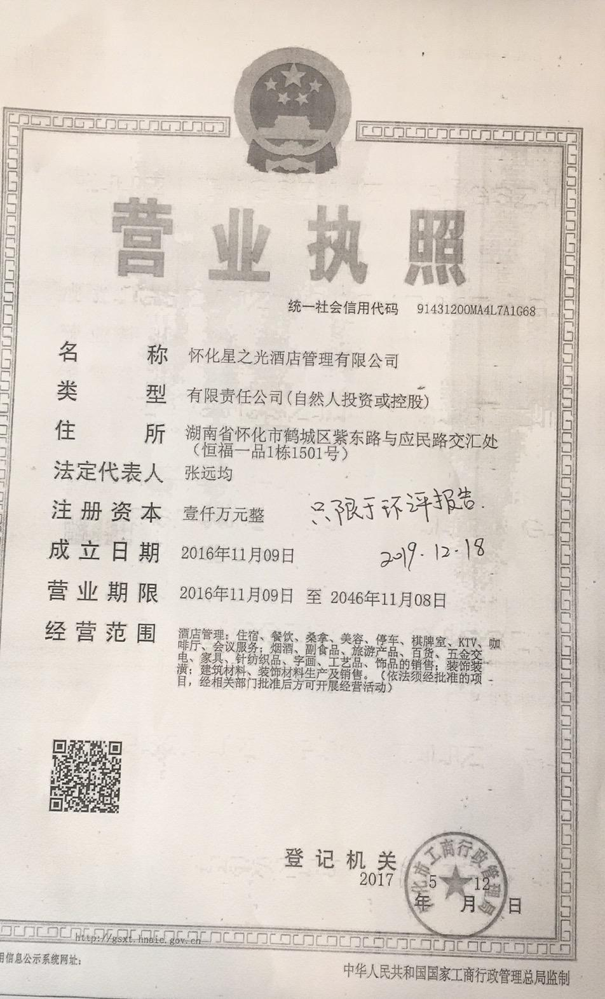 营业执照
统一社会信用代码 91431200MA4L7A1G68
名称 怀化星之光酒店管理有限公司
类型 有限责任公司(自然人投资或控股)
住所 湖南省怀化市鹤城区紫东路与应民路交汇处
（恒福一品1栋1501号）
法定代表人 张远均
注册资本 壹仟万元整
只限于环评报告.
成立日期 2016年11月09日
2019.12.18
营业期限 2016年11月09日 至 2046年11月08日
经营范围 酒店管理；住宿、餐饮、桑拿、美容、停车、棋牌室、KTV、咖
啡厅、会议服务；烟酒、副食品、旅游产品、百货、五金交
电、家具、针纺织品、字画、工艺品、饰品的销售；装饰装
潢；建筑材料、装饰材料生产及销售。（依法须经批准的项
目，经相关部门批准后方可开展经营活动）
登记机关
化市工商行政管理局
2017年5月12日
http://gsxt.hnaic.gov.cn
用信息公示系统网址：
中华人民共和国国家工商行政管理总局监制